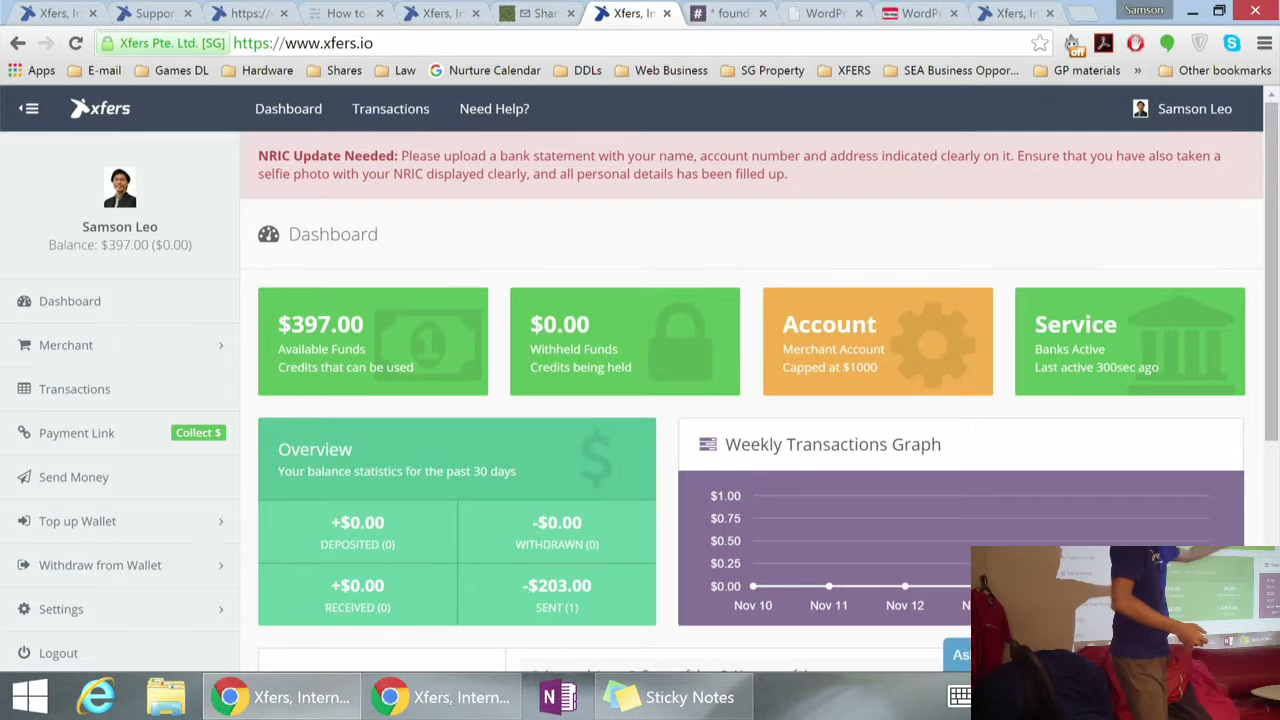 Xfers, In
Suppor
https://
How to
Xfers, In
Shar
Xfers, In
* found
WordPr
WordPr
Xfers, In
Samson
Xfers Pte. Ltd. [SG]
https://www.xfers.io
off
Apps
E-mail
Games DL
Hardware
Shares
Law
Nurture Calendar
DDLs
Web Business
SG Property
XFERS
SEA Business Oppor...
GP materials
»
Other bookmarks
xfers
Dashboard
Transactions
Need Help?
Samson Leo
NRIC Update Needed: Please upload a bank statement with your name, account number and address indicated clearly on it. Ensure that you have also taken a
selfie photo with your NRIC displayed clearly, and all personal details has been filled up.
Samson Leo
Balance: $397.00 ($0.00)
Dashboard
Merchant
Transactions
Payment Link
Collect $
Send Money
Top up Wallet
Withdraw from Wallet
Settings
Logout
Dashboard
$397.00
Available Funds
Credits that can be used
$0.00
Withheld Funds
Credits being held
Account
Merchant Account
Capped at $1000
Service
Banks Active
Last active 300sec ago
Overview
Your balance statistics for the past 30 days
+$0.00
DEPOSITED (0)
-$0.00
WITHDRAWN (0)
+$0.00
RECEIVED (0)
-$203.00
SENT (1)
Weekly Transactions Graph
$1.00
$0.75
$0.50
$0.25
$0.00
Nov 10
Nov 11
Nov 12
N
As
Xfers, Intern...
Xfers, Intern...
N
Sticky Notes